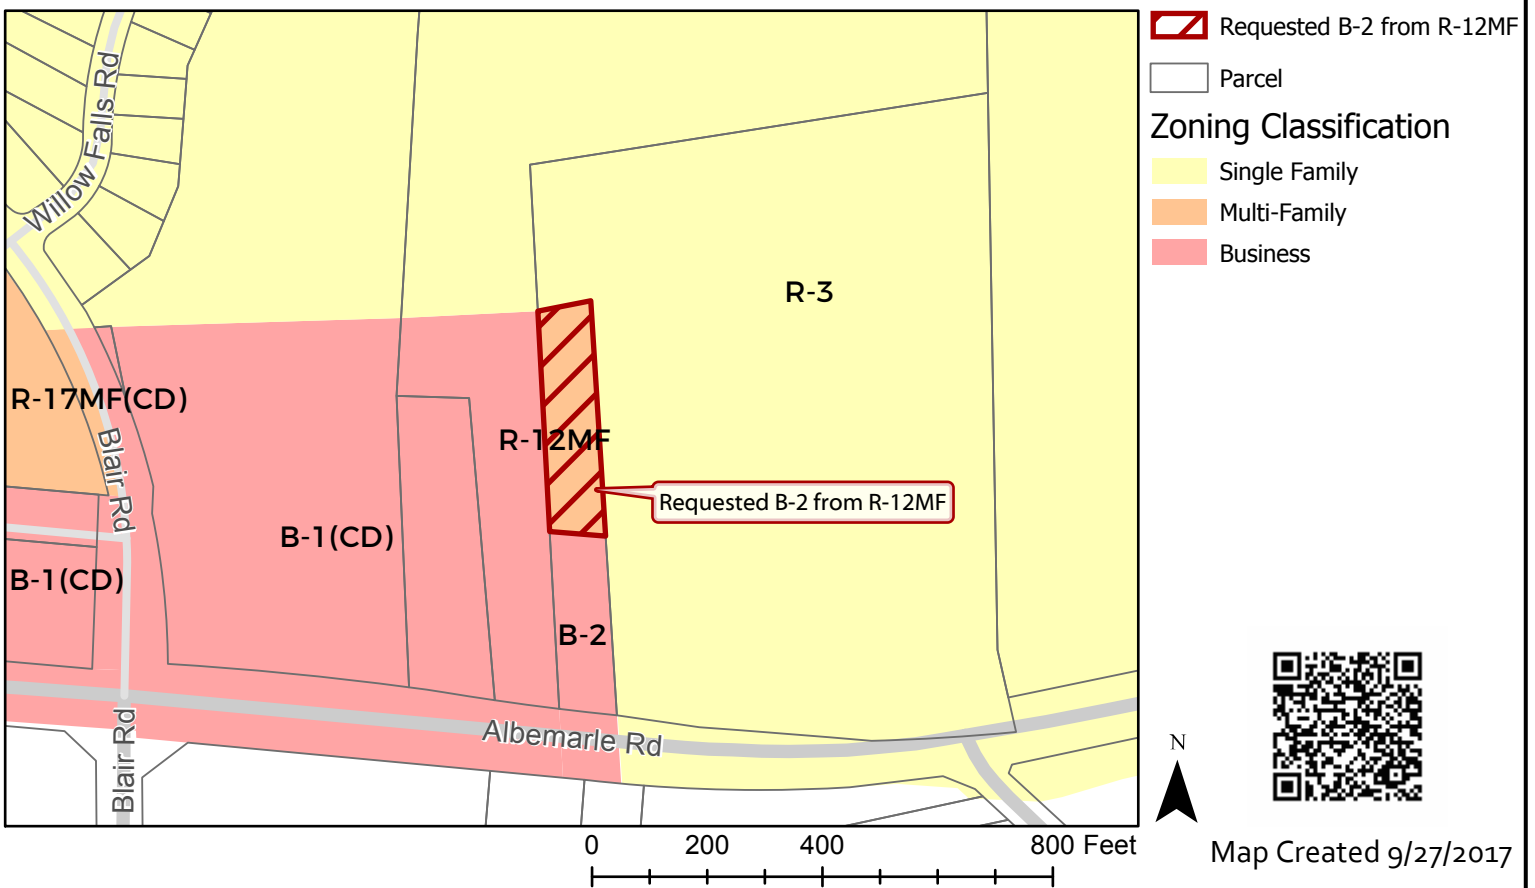 Requested B-2 from R-12MF
Parcel
Zoning Classification
Single Family
Multi-Family
Business
Willow Falls Rd
R-3
R-17MF(CD)
Blair Rd
R-12MF
Requested B-2 from R-12MF
B-1(CD)
B-1(CD)
B-2
Albemarle Rd
Blair Rd
N
0 200 400 800 Feet
Map Created 9/27/2017